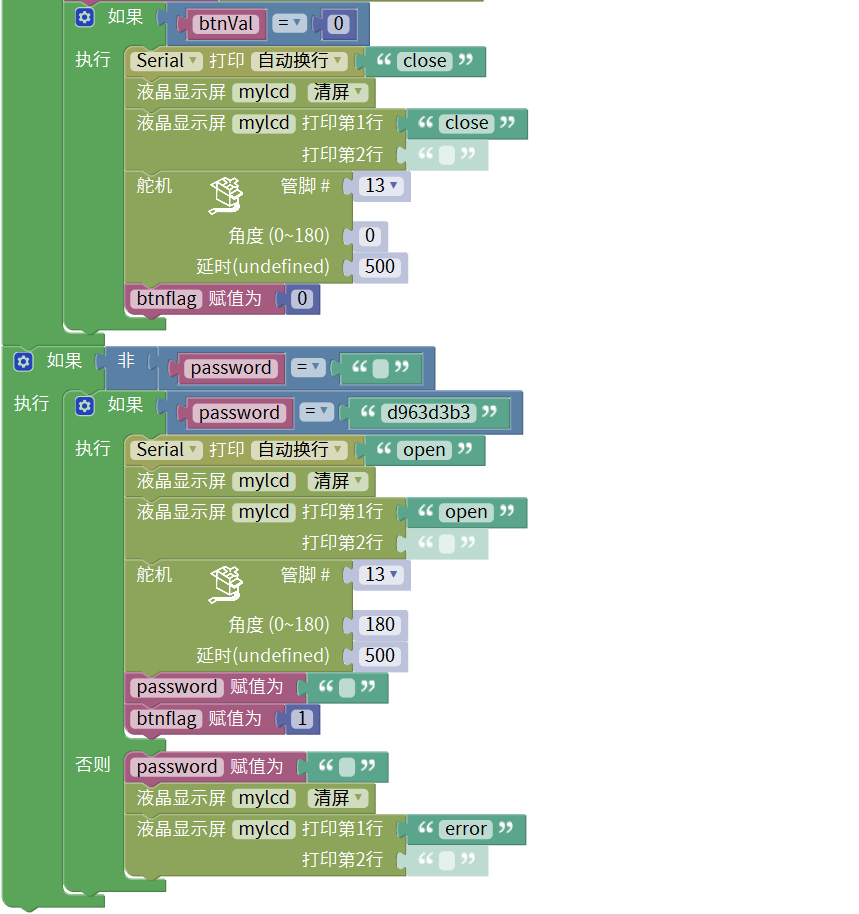 如果 btnVal = 0
执行 Serial 打印 自动换行 “ close ”
液晶显示屏 mylcd 清屏
液晶显示屏 mylcd 打印第1行 “ close ”
打印第2行 “ ”
舵机 管脚 # 13
角度 (0~180) 0
延时(undefined) 500
btnflag 赋值为 0
如果 非 password = “ ”
执行 如果 password = “ d963d3b3 ”
执行 Serial 打印 自动换行 “ open ”
液晶显示屏 mylcd 清屏
液晶显示屏 mylcd 打印第1行 “ open ”
打印第2行 “ ”
舵机 管脚 # 13
角度 (0~180) 180
延时(undefined) 500
password 赋值为 “ ”
btnflag 赋值为 1
否则 password 赋值为 “ ”
液晶显示屏 mylcd 清屏
液晶显示屏 mylcd 打印第1行 “ error ”
打印第2行 “ ”